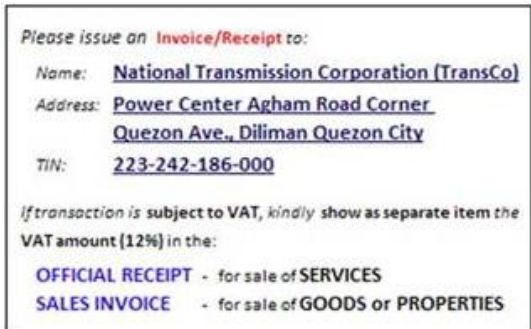 Please issue an Invoice/Receipt to:
Name: National Transmission Corporation (TransCo)
Address: Power Center Agham Road Corner
Quezon Ave., Diliman Quezon City
TIN: 223-242-186-000
If transaction is subject to VAT, kindly show as separate item the
VAT amount (12%) in the:
OFFICIAL RECEIPT - for sale of SERVICES
SALES INVOICE - for sale of GOODS or PROPERTIES